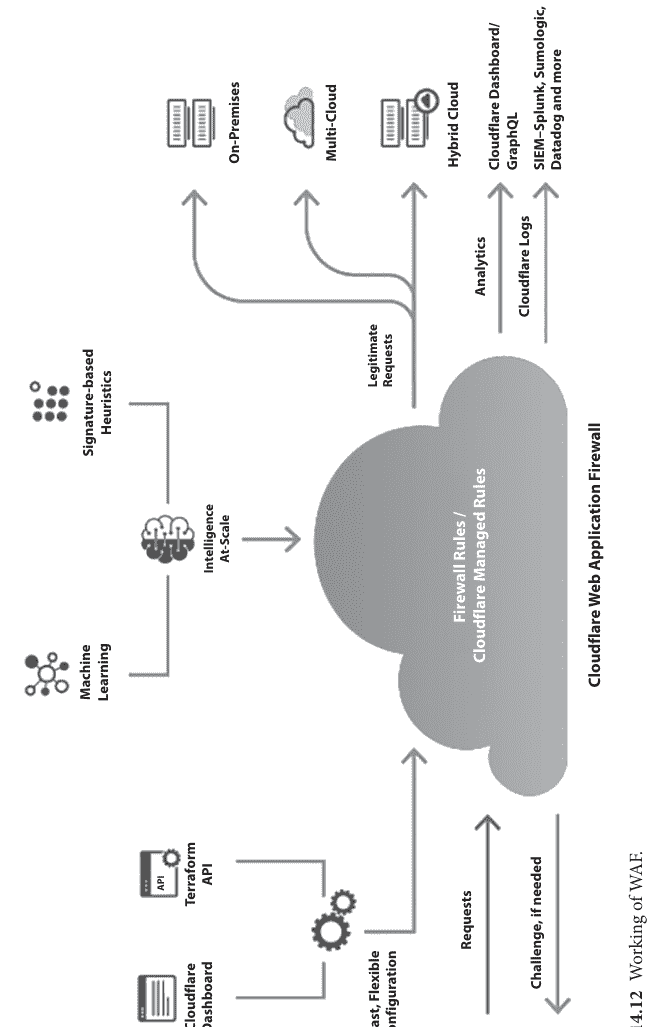 Cloudflare
Dashboard
Terraform
API
API
ast, Flexible
onfiguration
Machine
Learning
Signature-based
Heuristics
Intelligence
At-Scale
Requests
Challenge, if needed
Firewall Rules /
Cloudflare Managed Rules
Legitimate
Requests
On-Premises
Multi-Cloud
Hybrid Cloud
Analytics
Cloudflare Dashboard/
GraphQL
Cloudflare Logs
SIEM–Splunk, Sumologic,
Datadog and more
Cloudflare Web Application Firewall
14.12 Working of WAF.